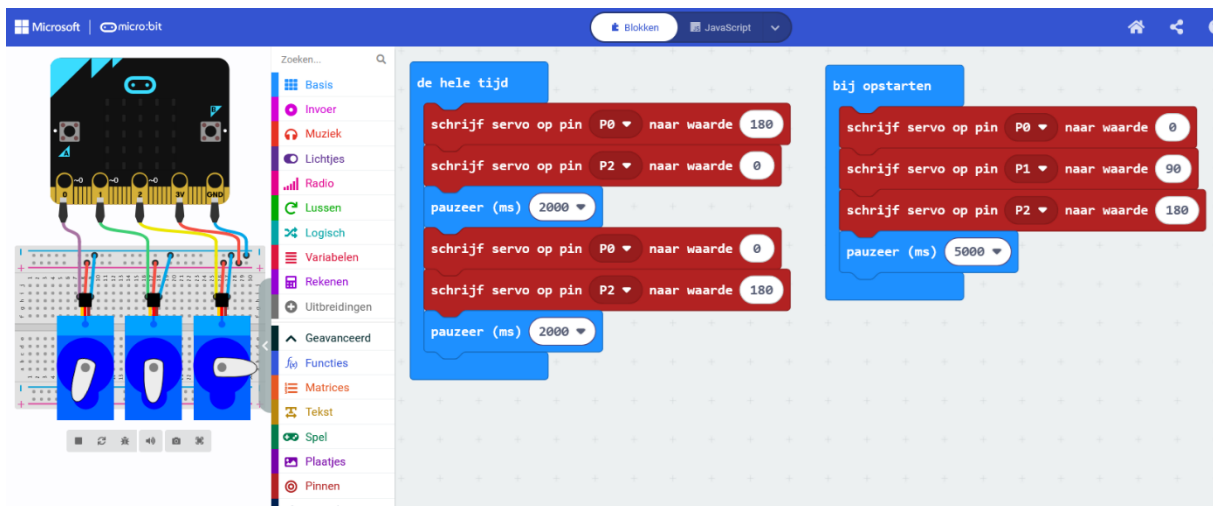 Microsoft micro:bit
Blokken
JavaScript
B
A
~0 ~0 ~0
0 1 2 3V GND
Zoeken...
Basis
Invoer
Muziek
Lichtjes
Radio
Lussen
Logisch
Variabelen
Rekenen
Uitbreidingen
Geavanceerd
f(x) Functies
Matrices
Tekst
Spel
Plaatjes
Pinnen
de hele tijd
schrijf servo op pin P0 naar waarde 180
schrijf servo op pin P2 naar waarde 0
pauzeer (ms) 2000
schrijf servo op pin P0 naar waarde 0
schrijf servo op pin P2 naar waarde 180
pauzeer (ms) 2000
bij opstarten
schrijf servo op pin P0 naar waarde 0
schrijf servo op pin P1 naar waarde 90
schrijf servo op pin P2 naar waarde 180
pauzeer (ms) 5000